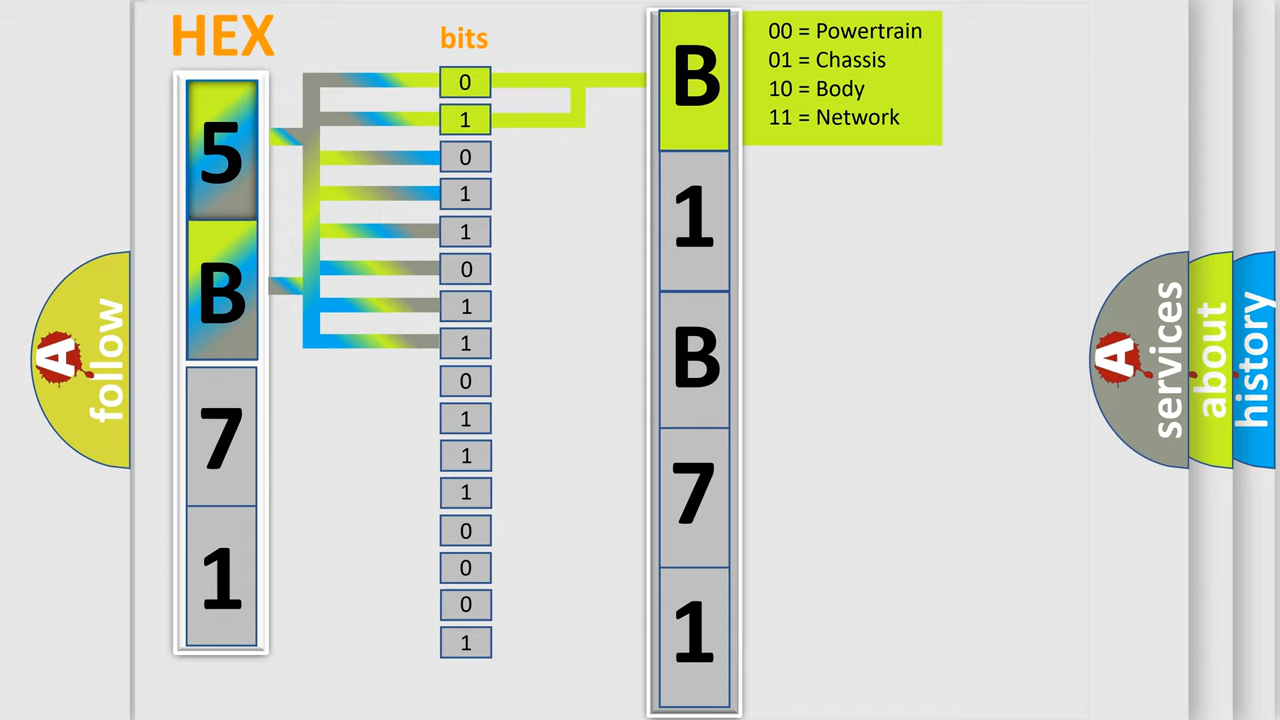 HEX
bits
5
B
7
1
0
1
0
1
1
0
1
1
0
1
1
1
0
0
0
1
B
1
B
7
1
00 = Powertrain
01 = Chassis
10 = Body
11 = Network
A
follow
A
services
about
history